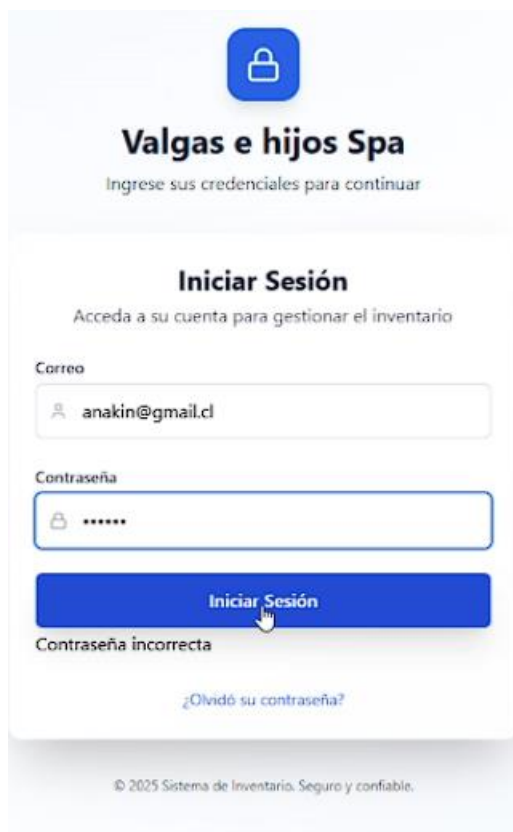 Valgas e hijos Spa
Ingrese sus credenciales para continuar
Iniciar Sesión
Acceda a su cuenta para gestionar el inventario
Correo
anakin@gmail.cl
Contraseña
••••••
Iniciar Sesión
Contraseña incorrecta
¿Olvidó su contraseña?
© 2025 Sistema de Inventario. Seguro y confiable.